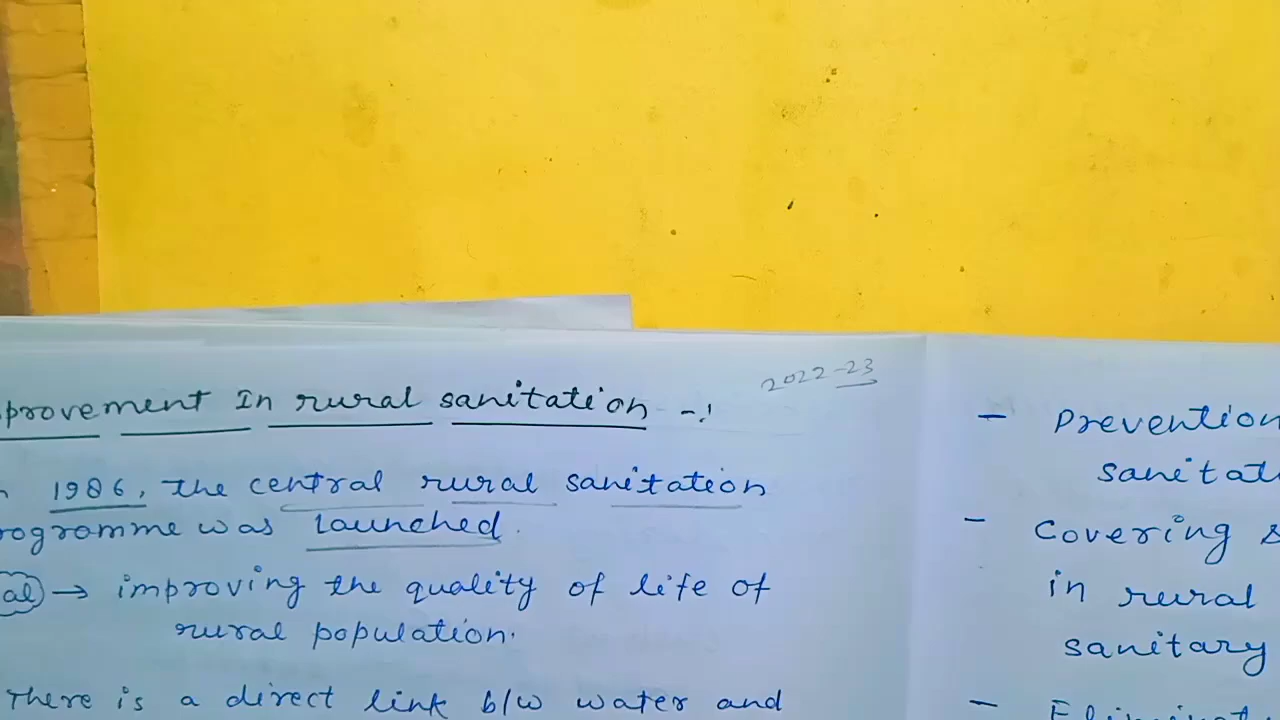 provement In rural sanitation -!
2022-23
1986, the central rural sanitation
rogramme was launched.
al → improving the quality of life of
rural population.
There is a direct link b/w water and
- Prevention
sanitat
- Covering
in rural
sanitary
- Eliminat